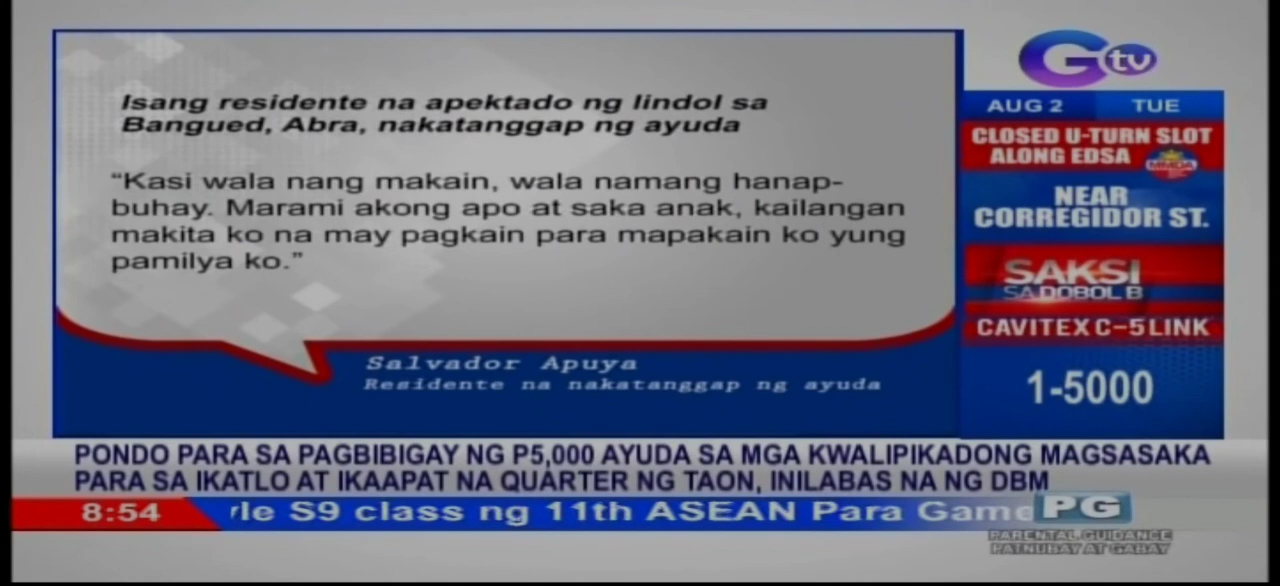 Isang residente na apektado ng lindol sa
Bangued, Abra, nakatanggap ng ayuda
“Kasi wala nang makain, wala namang hanap-
buhay. Marami akong apo at saka anak, kailangan
makita ko na may pagkain para mapakain ko yung
pamilya ko.”
Salvador Apuya
Residente na nakatanggap ng ayuda
Gtv
AUG 2 TUE
CLOSED U-TURN SLOT
ALONG EDSA
MMDA
NEAR
CORREGIDOR ST.
SAKSI
SA DOBOL B
CAVITEX C-5 LINK
1-5000
PONDO PARA SA PAGBIBIGAY NG P5,000 AYUDA SA MGA KWALIPIKADONG MAGSASAKA
PARA SA IKATLO AT IKAAPAT NA QUARTER NG TAON, INILABAS NA NG DBM
8:54 rle S9 class ng 11th ASEAN Para Game
PG
PARENTAL GUIDANCE
PATNUBAY AT GABAY